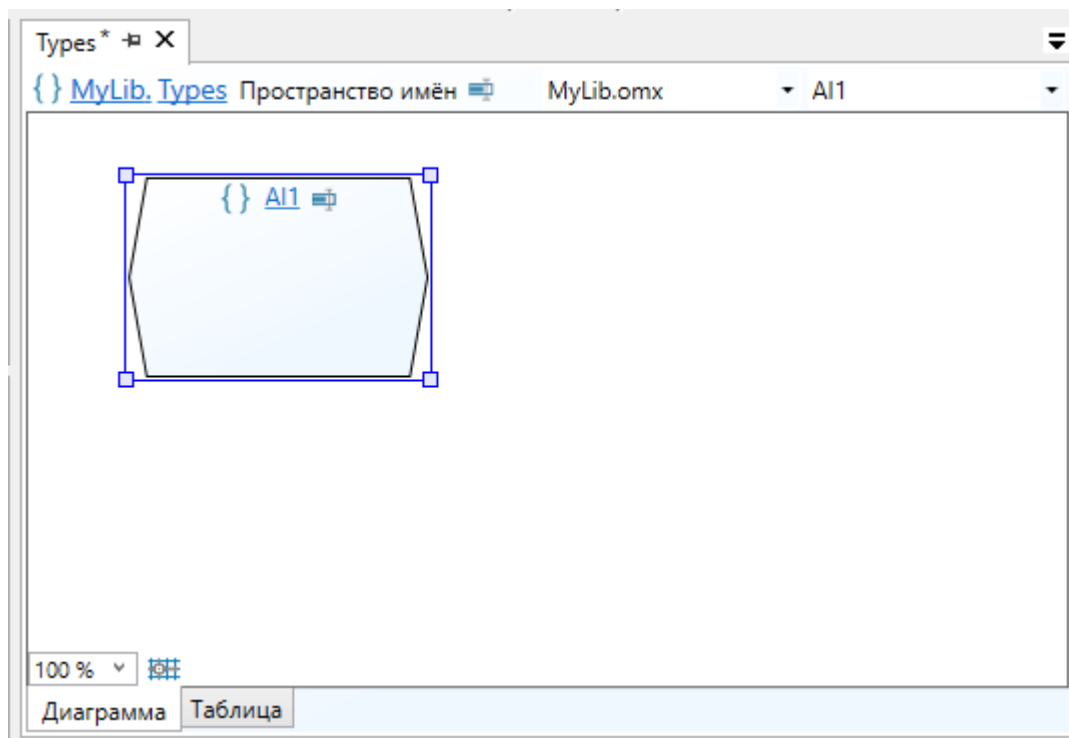 Types*
{ } MyLib. Types Пространство имён MyLib.omx AI1
{ } AI1
100 %
Диаграмма Таблица